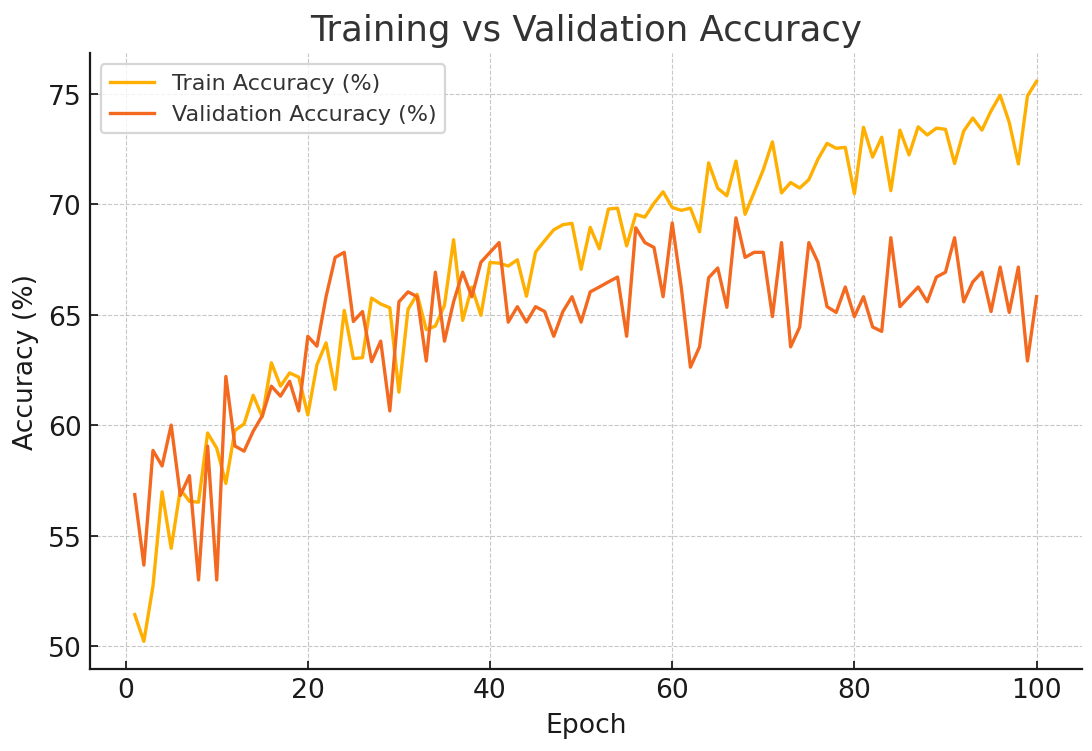 Training vs Validation Accuracy
Train Accuracy (%)
Validation Accuracy (%)
Accuracy (%)
75
70
65
60
55
50
0 20 40 60 80 100
Epoch